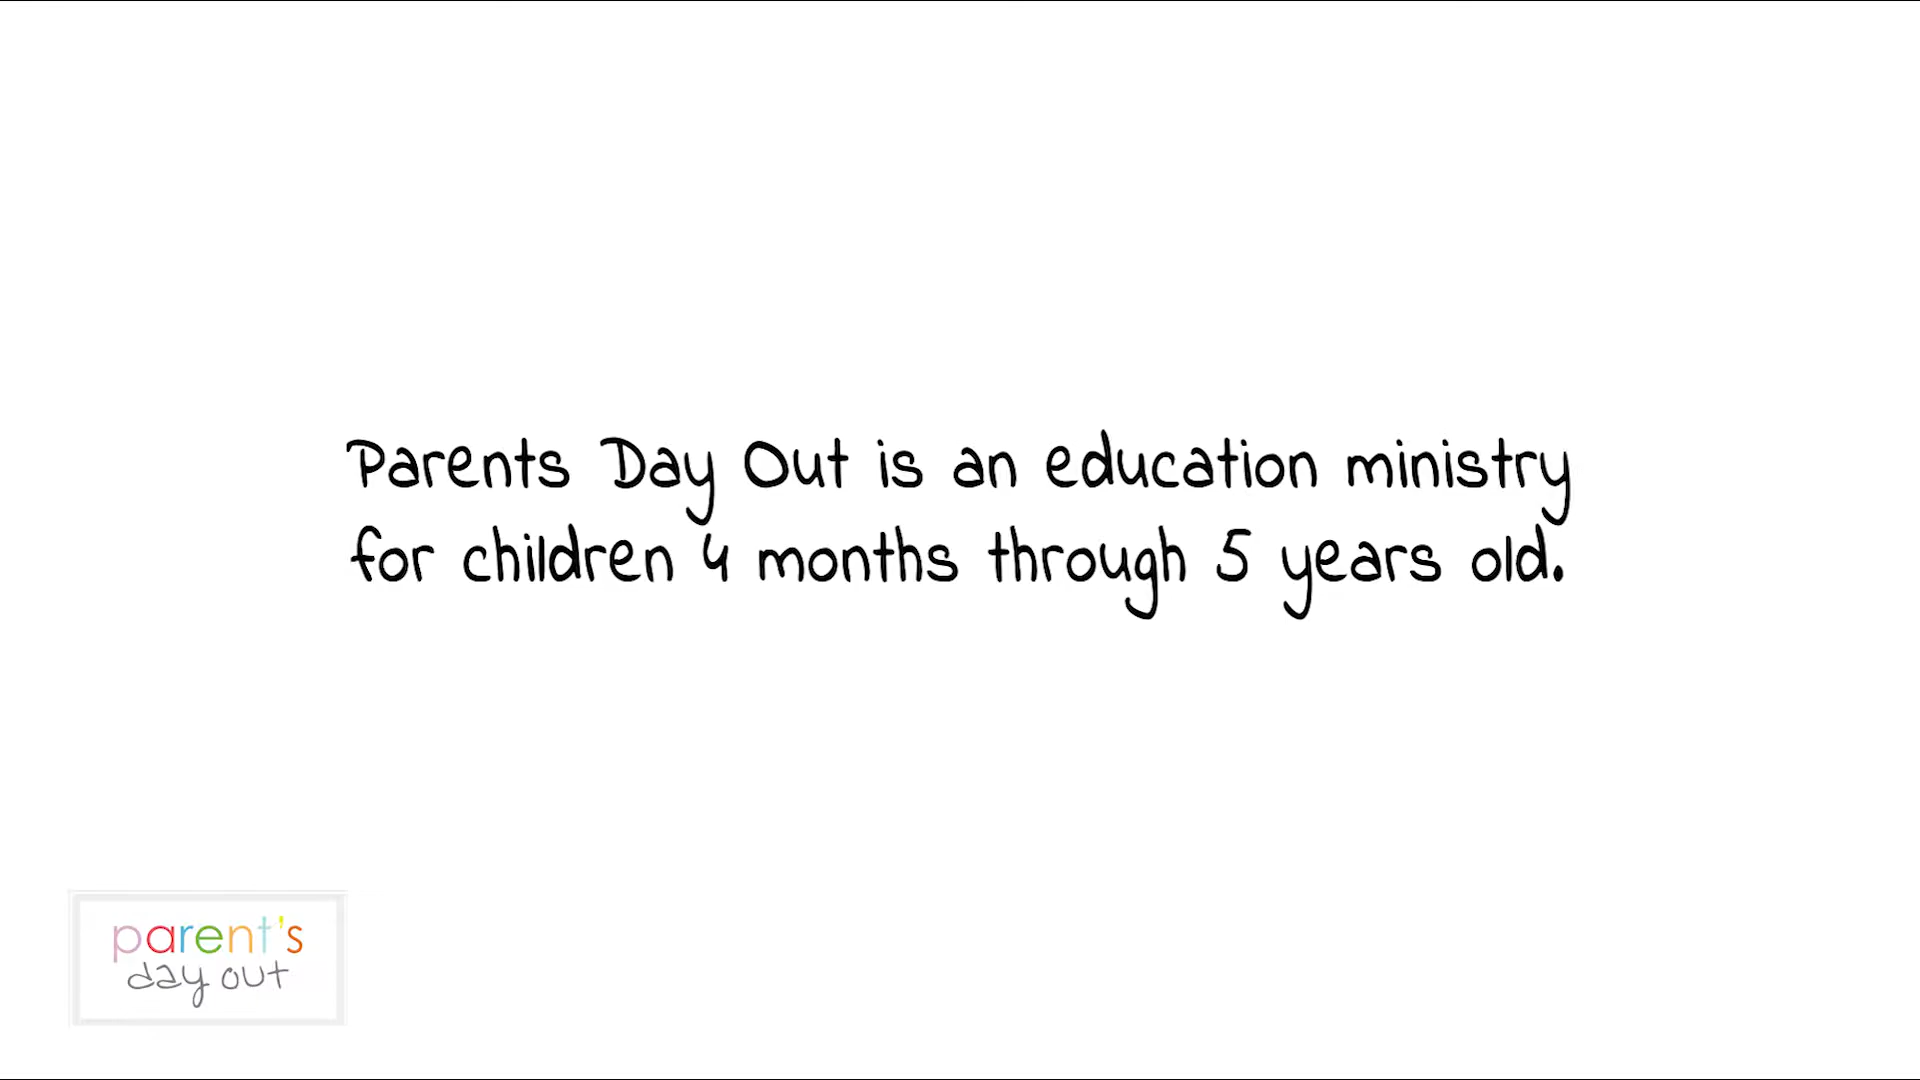 Parents Day Out is an education ministry
for children 4 months through 5 years old.
parent's
day out